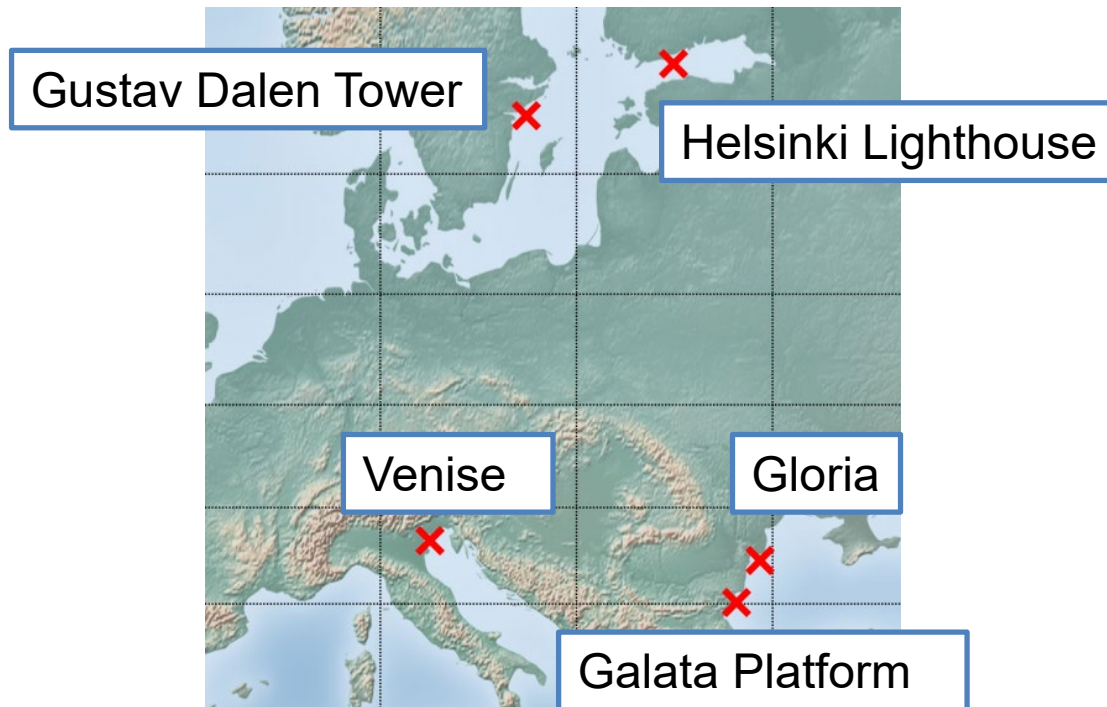 Gustav Dalen Tower
Helsinki Lighthouse
Venise
Gloria
Galata Platform